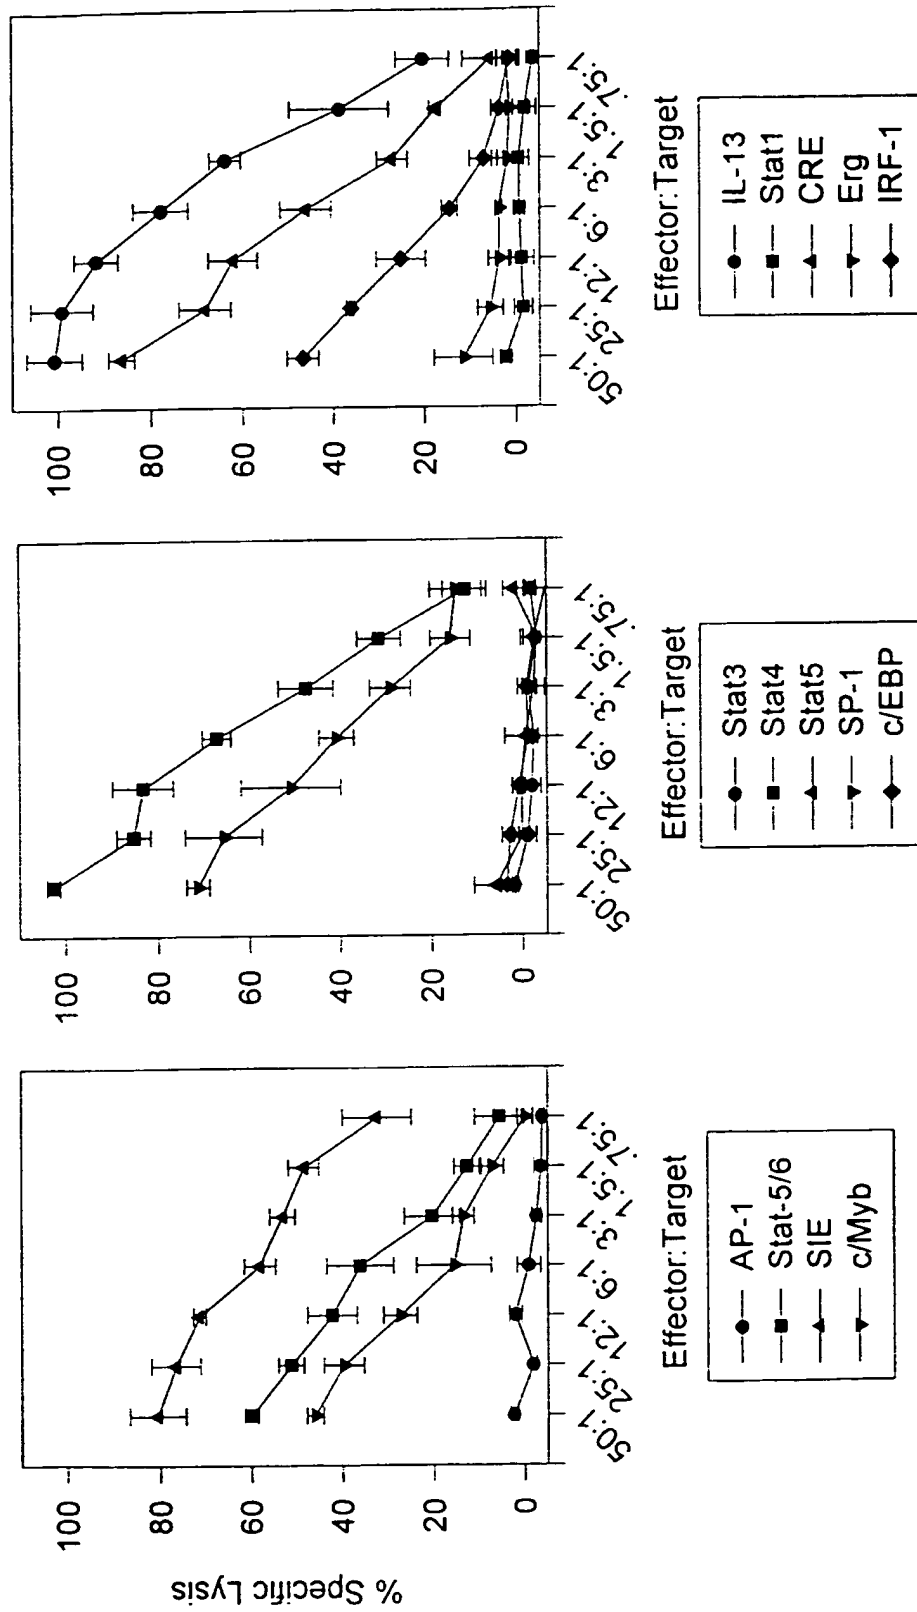 % Specific Lysis
100
80
60
40
20
0
50:1
25:1
12:1
6:1
3:1
1.5:1
.75:1
Effector:Target
AP-1
Stat-5/6
SIE
c/Myb
100
80
60
40
20
0
50:1
25:1
12:1
6:1
3:1
1.5:1
.75:1
Effector:Target
Stat3
Stat4
Stat5
SP-1
c/EBP
100
80
60
40
20
0
50:1
25:1
12:1
6:1
3:1
1.5:1
.75:1
Effector:Target
IL-13
Stat1
CRE
Erg
IRF-1